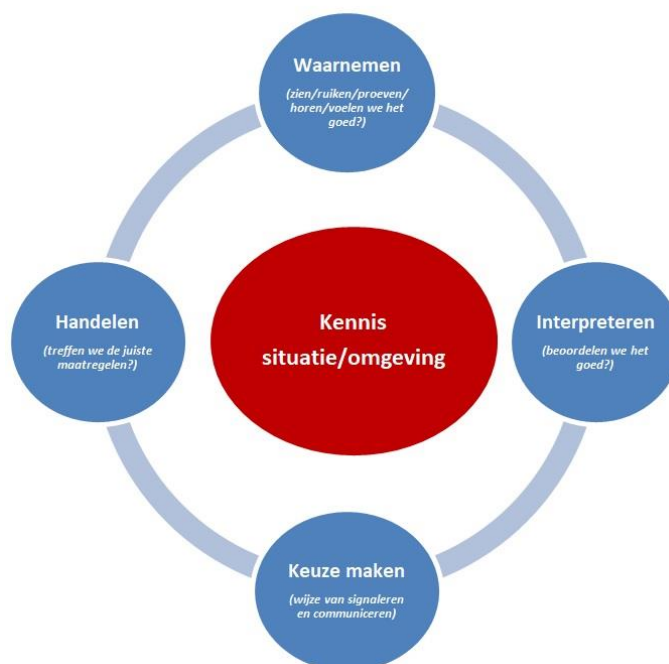 Waarnemen
(zien/ruiken/proeven/
horen/voelen we het
goed?)
Interpreteren
(beoordelen we het
goed?)
Keuze maken
(wijze van signaleren
en communiceren)
Handelen
(treffen we de juiste
maatregelen?)
Kennis
situatie/omgeving